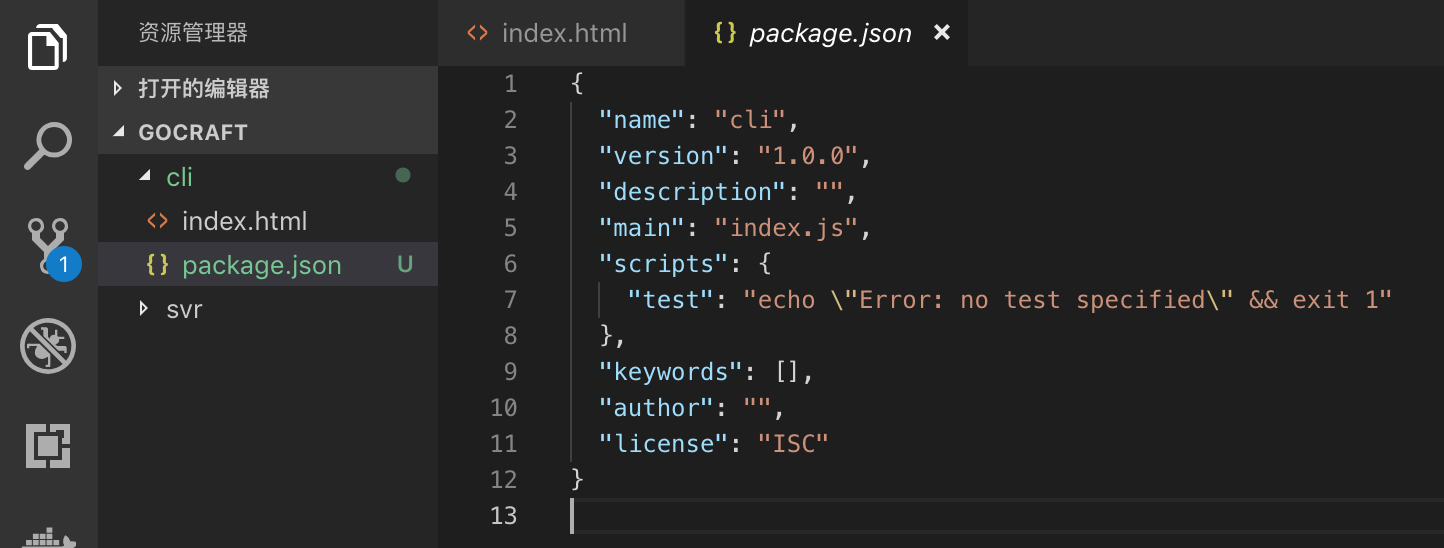 资源管理器
打开的编辑器
GOCRAFT
cli
index.html
package.json U
svr
1
index.html
package.json
1 {
2 "name": "cli",
3 "version": "1.0.0",
4 "description": "",
5 "main": "index.js",
6 "scripts": {
7 "test": "echo \"Error: no test specified\" && exit 1"
8 },
9 "keywords": [],
10 "author": "",
11 "license": "ISC"
12 }
13